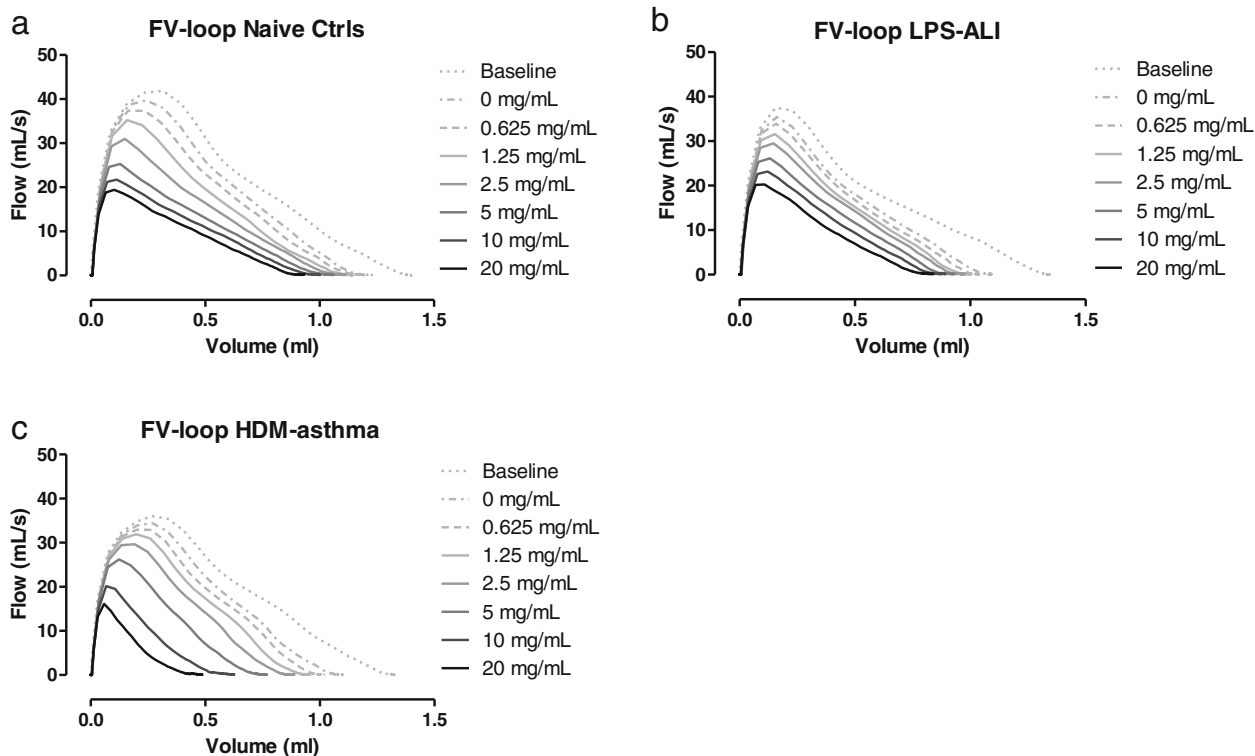 a
FV-loop Naive Ctrls
Flow (mL/s)
50
40
30
20
10
0
0.0 0.5 1.0 1.5
Volume (ml)
Baseline
0 mg/mL
0.625 mg/mL
1.25 mg/mL
2.5 mg/mL
5 mg/mL
10 mg/mL
20 mg/mL
b
FV-loop LPS-ALI
Flow (mL/s)
50
40
30
20
10
0
0.0 0.5 1.0 1.5
Volume (ml)
Baseline
0 mg/mL
0.625 mg/mL
1.25 mg/mL
2.5 mg/mL
5 mg/mL
10 mg/mL
20 mg/mL
c
FV-loop HDM-asthma
Flow (mL/s)
50
40
30
20
10
0
0.0 0.5 1.0 1.5
Volume (ml)
Baseline
0 mg/mL
0.625 mg/mL
1.25 mg/mL
2.5 mg/mL
5 mg/mL
10 mg/mL
20 mg/mL